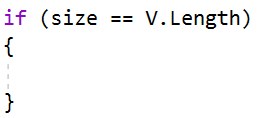 if (size == V.Length)
{
}